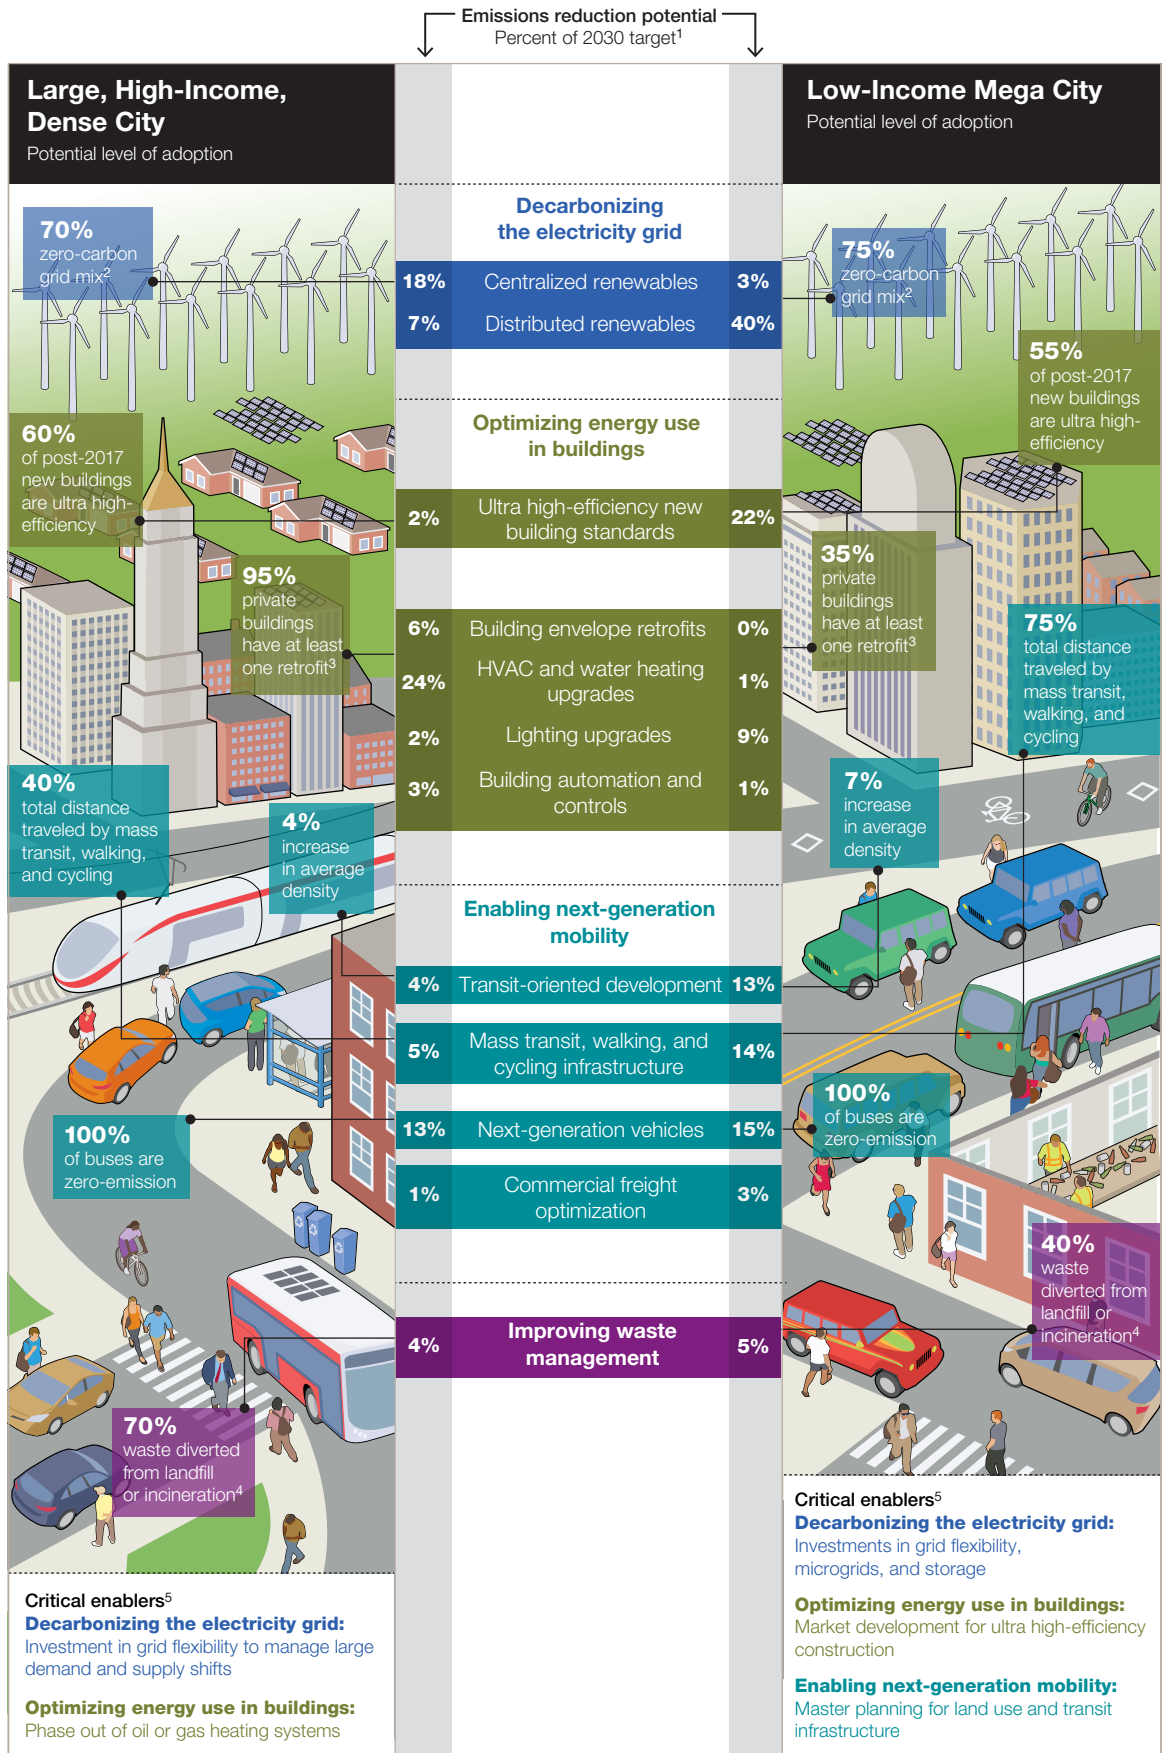 Emissions reduction potential
Percent of 2030 target¹
Large, High-Income,
Dense City
Potential level of adoption
Low-Income Mega City
Potential level of adoption
70%
zero-carbon
grid mix²
60%
of post-2017
new buildings
are ultra high-
efficiency
95%
private
buildings
have at least
one retrofit³
40%
total distance
traveled by mass
transit, walking,
and cycling
4%
increase
in average
density
100%
of buses are
zero-emission
70%
waste diverted
from landfill
or incineration⁴
Critical enablers⁵
Decarbonizing the electricity grid:
Investment in grid flexibility to manage large
demand and supply shifts
Optimizing energy use in buildings:
Phase out of oil or gas heating systems
Decarbonizing
the electricity grid
18% Centralized renewables 3%
7% Distributed renewables 40%
Optimizing energy use
in buildings
2% Ultra high-efficiency new
building standards 22%
6% Building envelope retrofits 0%
24% HVAC and water heating
upgrades 1%
2% Lighting upgrades 9%
3% Building automation and
controls 1%
Enabling next-generation
mobility
4% Transit-oriented development 13%
5% Mass transit, walking, and
cycling infrastructure 14%
13% Next-generation vehicles 15%
1% Commercial freight
optimization 3%
4% Improving waste
management 5%
75%
zero-carbon
grid mix²
55%
of post-2017
new buildings
are ultra high-
efficiency
35%
private
buildings
have at least
one retrofit³
75%
total distance
traveled by
mass transit,
walking, and
cycling
7%
increase
in average
density
100%
of buses are
zero-emission
40%
waste
diverted from
landfill or
incineration⁴
Critical enablers⁵
Decarbonizing the electricity grid:
Investments in grid flexibility,
microgrids, and storage
Optimizing energy use in buildings:
Market development for ultra high-efficiency
construction
Enabling next-generation mobility:
Master planning for land use and transit
infrastructure